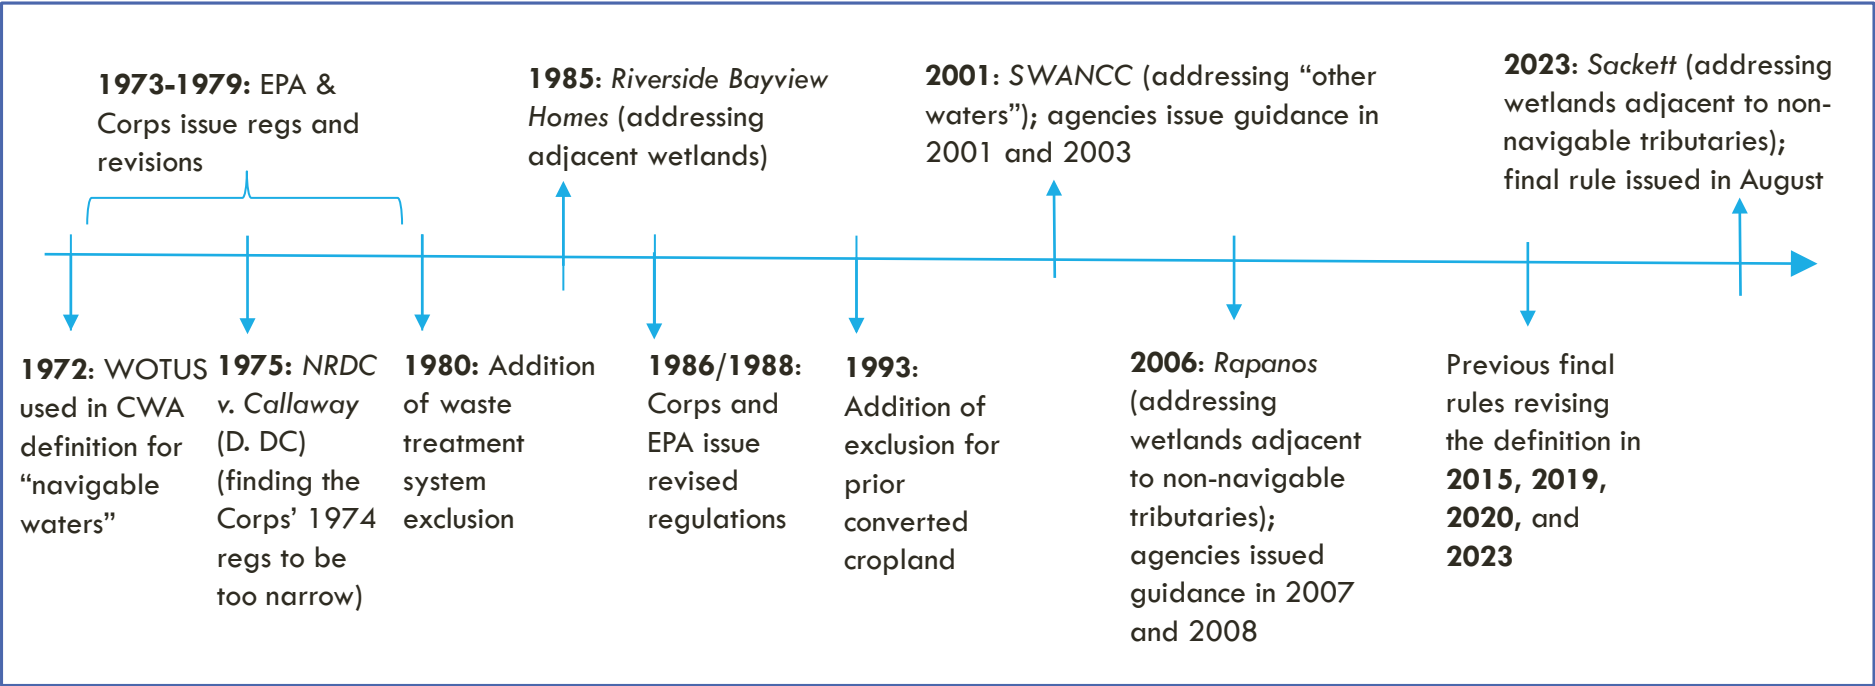 1973-1979: EPA &
Corps issue regs and
revisions
1985: Riverside Bayview
Homes (addressing
adjacent wetlands)
2001: SWANCC (addressing “other
waters”); agencies issue guidance in
2001 and 2003
2023: Sackett (addressing
wetlands adjacent to non-
navigable tributaries);
final rule issued in August
1972: WOTUS
used in CWA
definition for
“navigable
waters”
1975: NRDC
v. Callaway
(D. DC)
(finding the
Corps’ 1974
regs to be
too narrow)
1980: Addition
of waste
treatment
system
exclusion
1986/1988:
Corps and
EPA issue
revised
regulations
1993:
Addition of
exclusion for
prior
converted
cropland
2006: Rapanos
(addressing
wetlands adjacent
to non-navigable
tributaries);
agencies issued
guidance in 2007
and 2008
Previous final
rules revising
the definition in
2015, 2019,
2020, and
2023